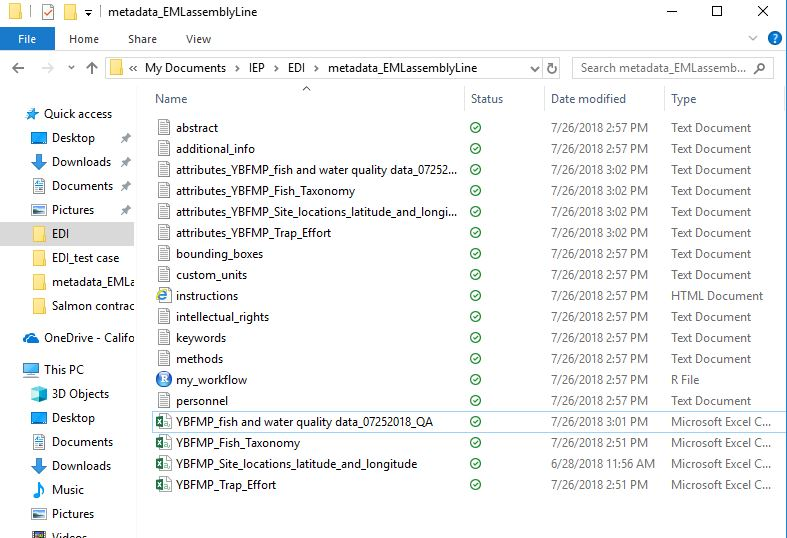 metadata_EMLassemblyLine
File Home Share View
« My Documents > IEP > EDI > metadata_EMLassemblyLine Search metadata_EMLassemb...
Name Status Date modified Type
Quick access
Desktop
Downloads
Documents
Pictures
EDI
EDI_test case
metadata_EMLa
Salmon contrac
OneDrive - Califo
This PC
3D Objects
Desktop
Documents
Downloads
Music
Pictures
Videos
abstract 7/26/2018 2:57 PM Text Document
additional_info 7/26/2018 2:57 PM Text Document
attributes_YBFMP_fish and water quality data_07252... 7/26/2018 3:02 PM Text Document
attributes_YBFMP_Fish_Taxonomy 7/26/2018 3:02 PM Text Document
attributes_YBFMP_Site_locations_latitude_and_longi... 7/26/2018 3:02 PM Text Document
attributes_YBFMP_Trap_Effort 7/26/2018 3:02 PM Text Document
bounding_boxes 7/26/2018 2:57 PM Text Document
custom_units 7/26/2018 2:57 PM Text Document
instructions 7/26/2018 2:57 PM HTML Document
intellectual_rights 7/26/2018 2:57 PM Text Document
keywords 7/26/2018 2:57 PM Text Document
methods 7/26/2018 2:57 PM Text Document
my_workflow 7/26/2018 2:57 PM R File
personnel 7/26/2018 2:57 PM Text Document
YBFMP_fish and water quality data_07252018_QA 7/26/2018 3:01 PM Microsoft Excel C...
YBFMP_Fish_Taxonomy 7/26/2018 2:51 PM Microsoft Excel C...
YBFMP_Site_locations_latitude_and_longitude 6/28/2018 11:56 AM Microsoft Excel C...
YBFMP_Trap_Effort 7/26/2018 2:51 PM Microsoft Excel C...